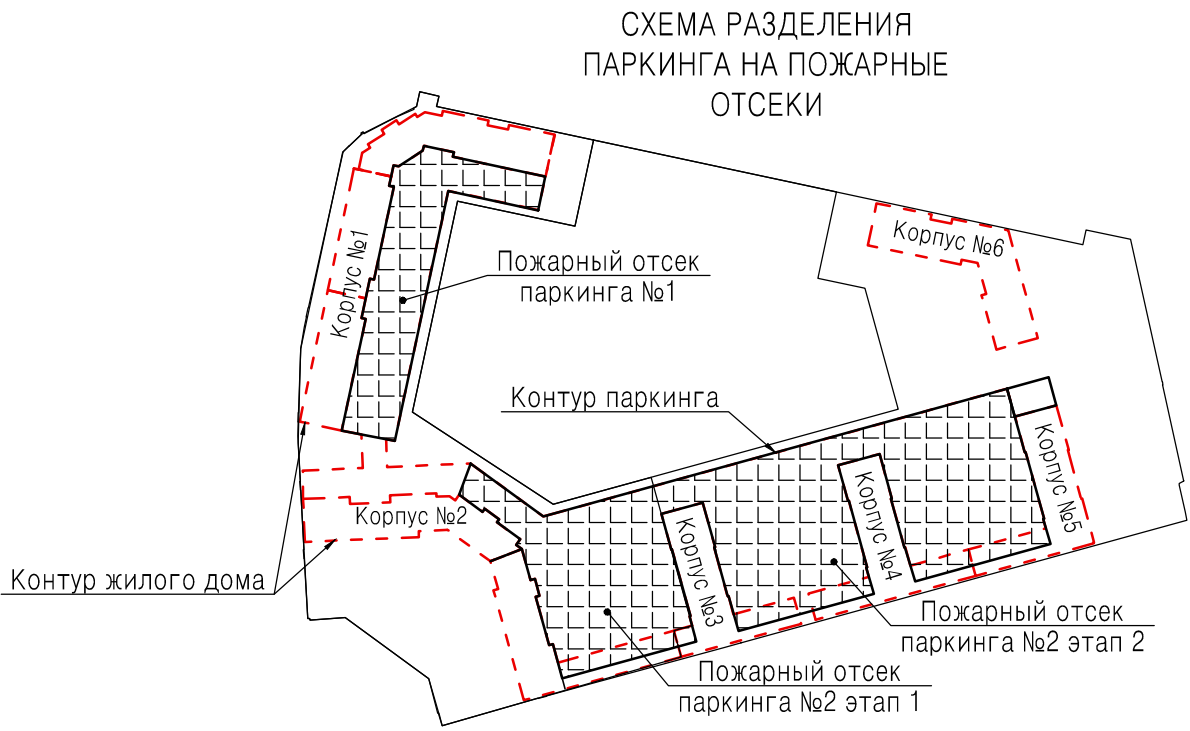 СХЕМА РАЗДЕЛЕНИЯ
ПАРКИНГА НА ПОЖАРНЫЕ
ОТСЕКИ
Корпус №1
Корпус №6
Пожарный отсек
паркинга №1
Контур паркинга
Корпус №2
Корпус №5
Корпус №4
Корпус №3
Контур жилого дома
Пожарный отсек
паркинга №2 этап 2
Пожарный отсек
паркинга №2 этап 1